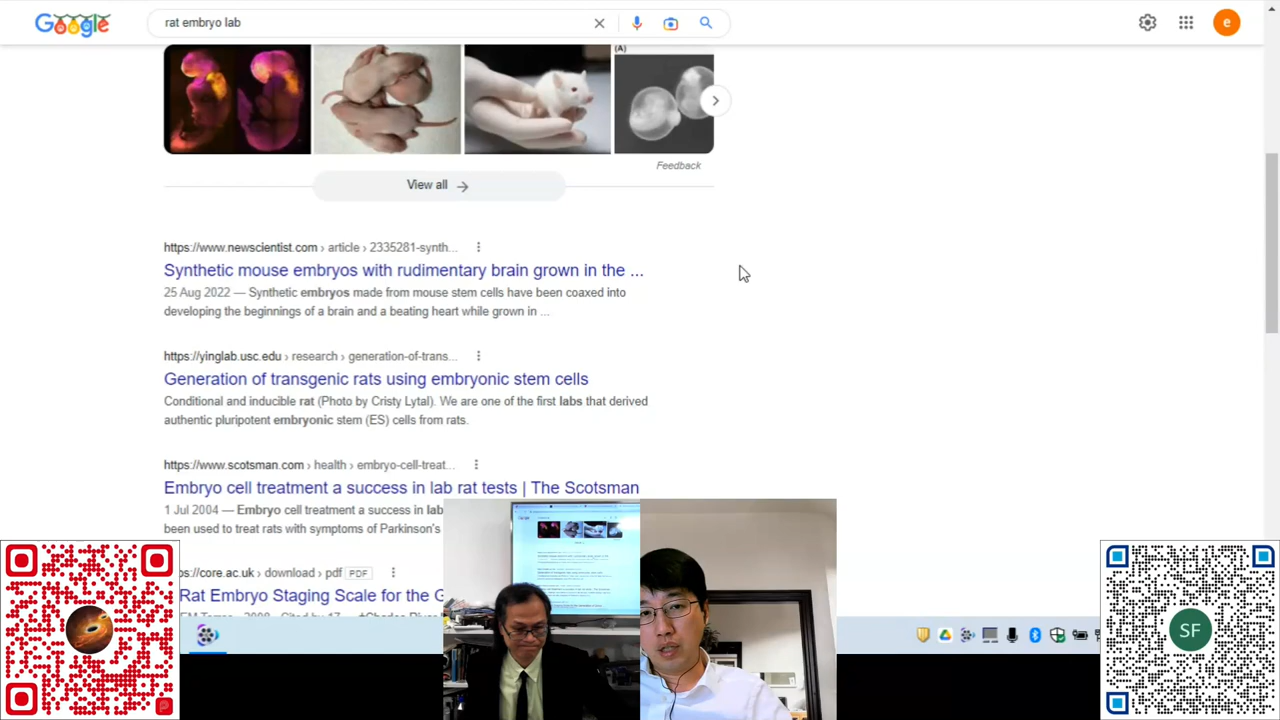 Google
rat embryo lab
e
(A)
Feedback
View all
https://www.newscientist.com › article › 2335281-synth...
Synthetic mouse embryos with rudimentary brain grown in the ...
25 Aug 2022 — Synthetic embryos made from mouse stem cells have been coaxed into
developing the beginnings of a brain and a beating heart while grown in ...
https://yinglab.usc.edu › research › generation-of-trans...
Generation of transgenic rats using embryonic stem cells
Conditional and inducible rat (Photo by Cristy Lytal). We are one of the first labs that derived
authentic pluripotent embryonic stem (ES) cells from rats.
https://www.scotsman.com › health › embryo-cell-treat...
Embryo cell treatment a success in lab rat tests | The Scotsman
1 Jul 2004 — Embryo cell treatment a success in lab
been used to treat rats with symptoms of Parkinson's
ps://core.ac.uk › download › pdf PDF
Rat Embryo Staging Scale for the
SF